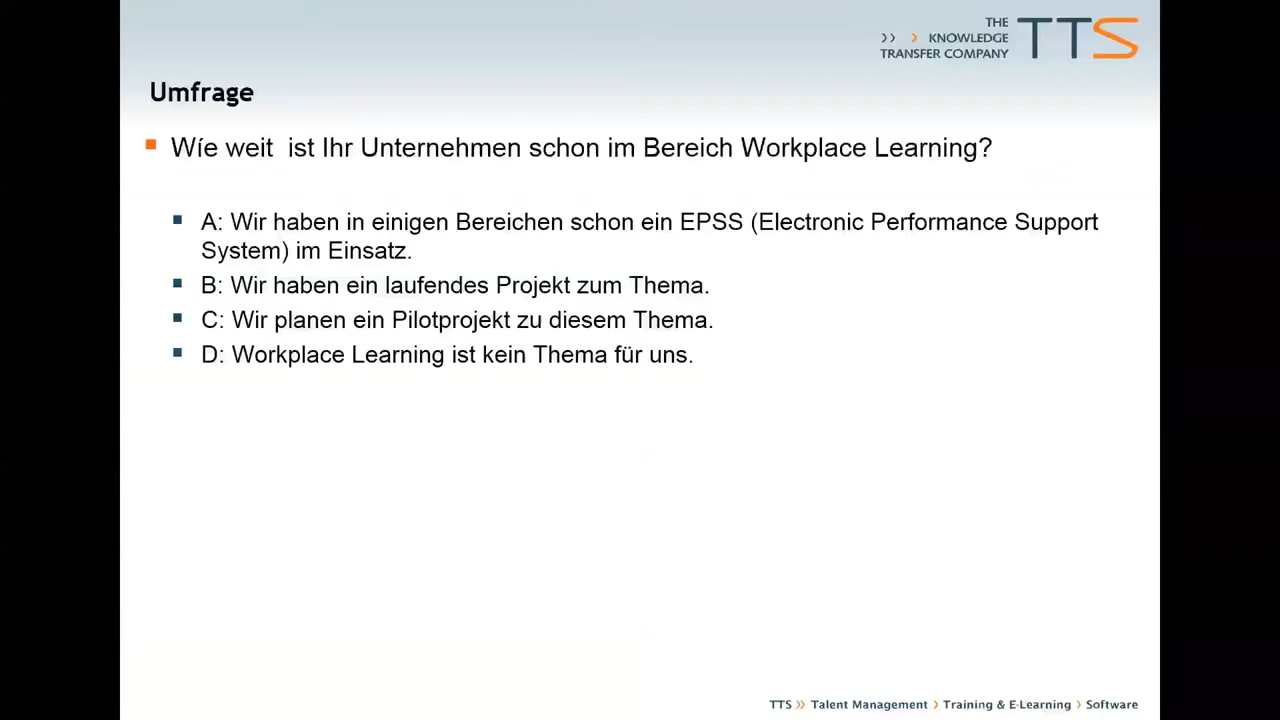 THE
›› › KNOWLEDGE
TRANSFER COMPANY
TTS
Umfrage
Wíe weit  ist Ihr Unternehmen schon im Bereich Workplace Learning?
A: Wir haben in einigen Bereichen schon ein EPSS (Electronic Performance Support
System) im Einsatz.
B: Wir haben ein laufendes Projekt zum Thema.
C: Wir planen ein Pilotprojekt zu diesem Thema.
D: Workplace Learning ist kein Thema für uns.
TTS ›› Talent Management › Training & E-Learning › Software